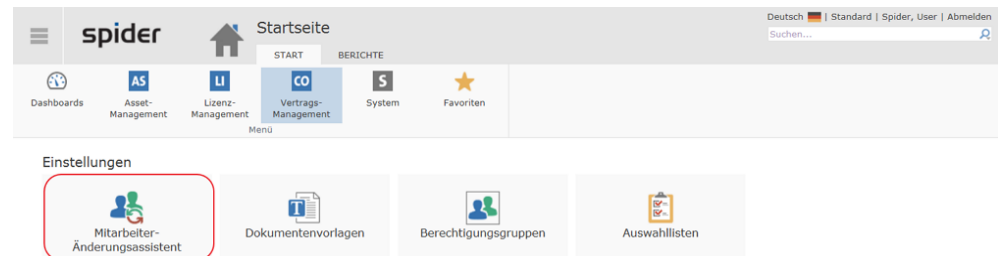 Deutsch | Standard | Spider, User | Abmelden
spider
Startseite
Suchen...
START BERICHTE
AS LI CO S
Dashboards Asset-Management Lizenz-Management Vertrags-Management System Favoriten
Menü
Einstellungen
T
Mitarbeiter-
Änderungsassistent
Dokumentenvorlagen
Berechtigungsgruppen
Auswahllisten